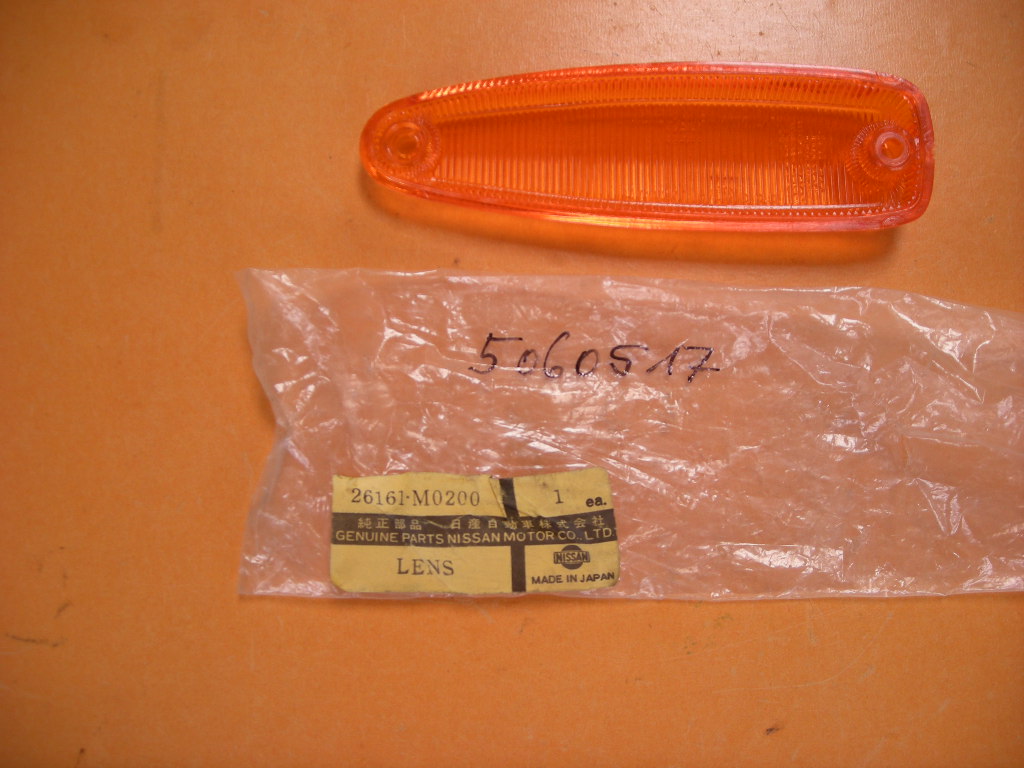 5060517
26161-M0200 1 ea.
純正部品 日産自動車株式会社
GENUINE PARTS NISSAN MOTOR CO., LTD.
LENS
NISSAN
MADE IN JAPAN